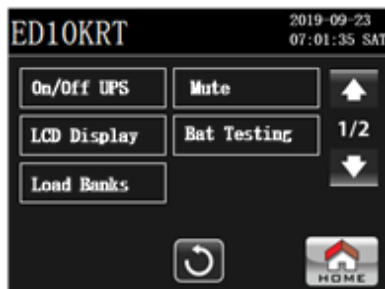 ED10KRT
2019-09-23
07:01:35 SAT
On/Off UPS
Mute
LCD Display
Bat Testing
1/2
Load Banks
HOME